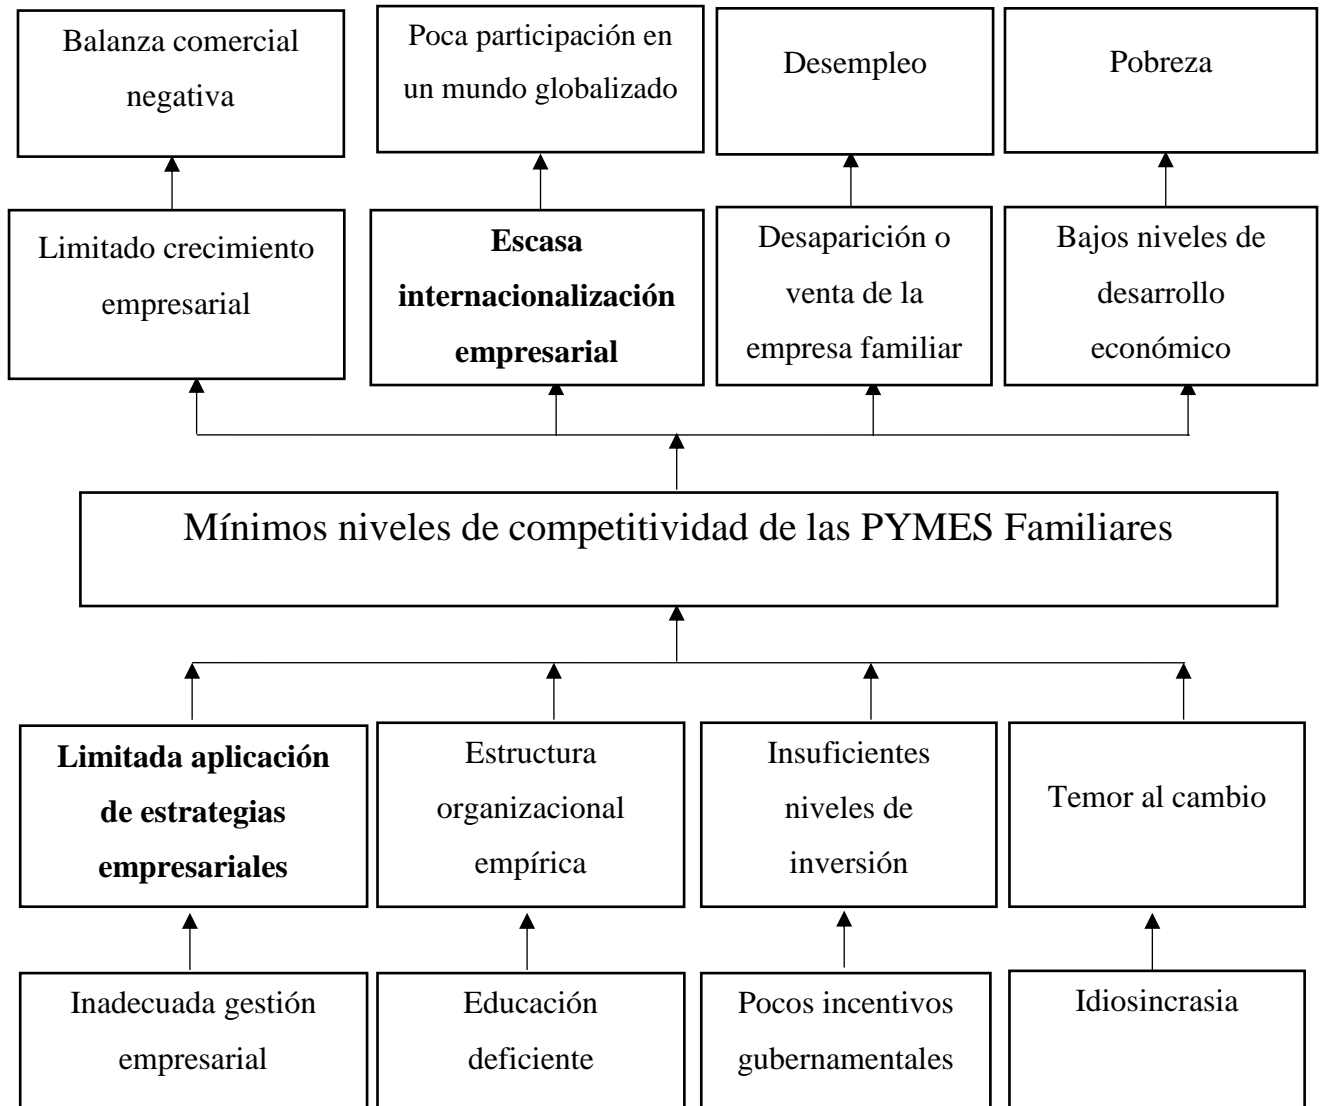 Balanza comercial
negativa
Poca participación en
un mundo globalizado
Desempleo
Pobreza
Limitado crecimiento
empresarial
Escasa
internacionalización
empresarial
Desaparición o
venta de la
empresa familiar
Bajos niveles de
desarrollo
económico
Mínimos niveles de competitividad de las PYMES Familiares
Limitada aplicación
de estrategias
empresariales
Estructura
organizacional
empírica
Insuficientes
niveles de
inversión
Temor al cambio
Inadecuada gestión
empresarial
Educación
deficiente
Pocos incentivos
gubernamentales
Idiosincrasia